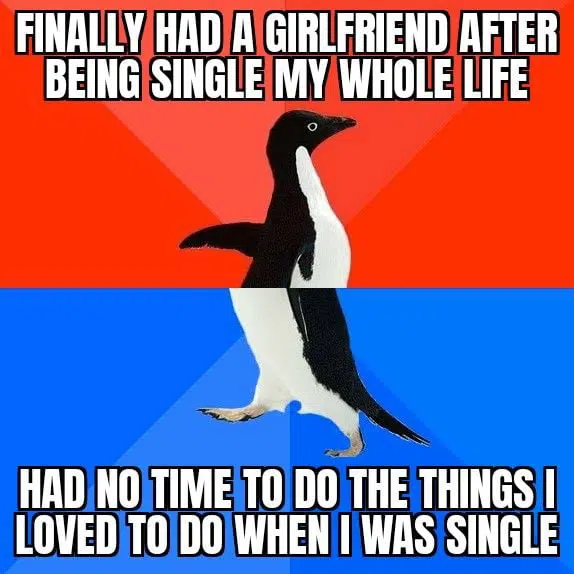 FINALLY HAD A GIRLFRIEND AFTER
BEING SINGLE MY WHOLE LIFE
HAD NO TIME TO DO THE THINGS I
LOVED TO DO WHEN I WAS SINGLE